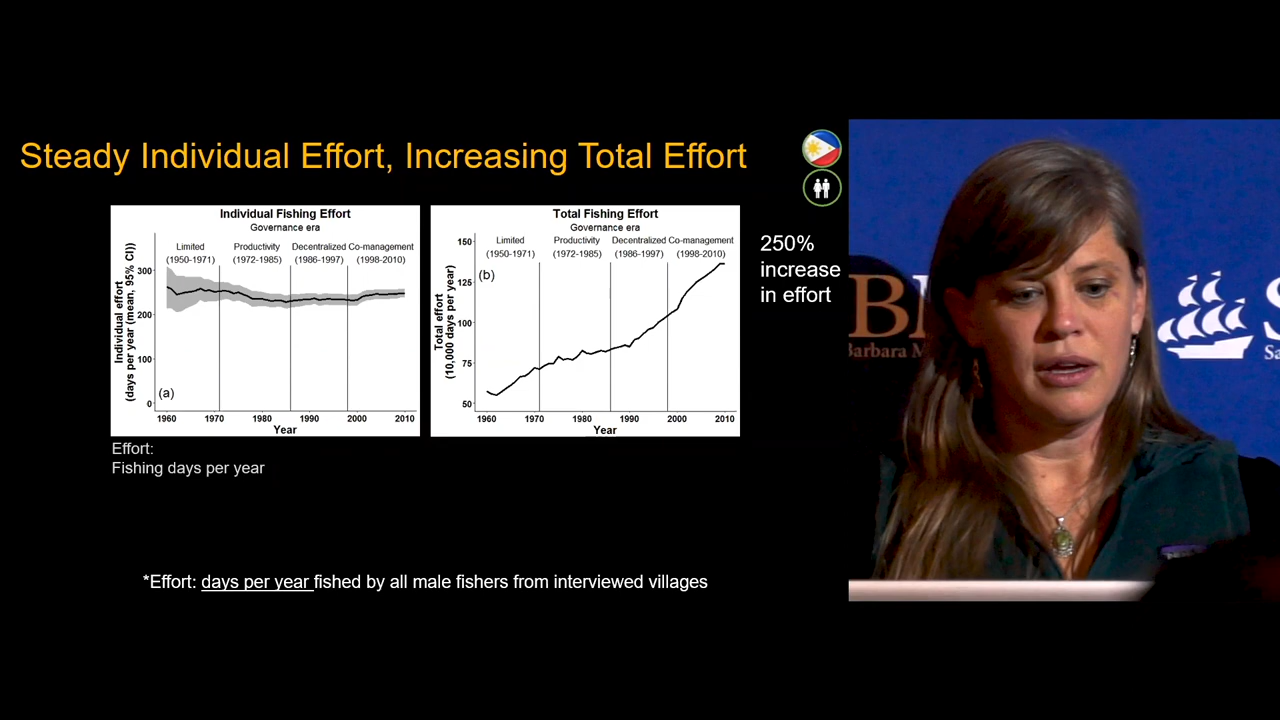 Steady Individual Effort, Increasing Total Effort
Individual Fishing Effort
Governance era
Limited
(1950-1971)
Productivity
(1972-1985)
Decentralized
(1986-1997)
Co-management
(1998-2010)
Individual effort
(days per year (mean, 95% CI))
300
200
100
0
(a)
1960 1970 1980 1990 2000 2010
Year
Total Fishing Effort
Governance era
Limited
(1950-1971)
Productivity
(1972-1985)
Decentralized
(1986-1997)
Co-management
(1998-2010)
Total effort
(10,000 days per year)
150
125
100
75
50
(b)
1960 1970 1980 1990 2000 2010
Year
250%
increase
in effort
Effort:
Fishing days per year
*Effort: days per year fished by all male fishers from interviewed villages
B
Barbara M
S
Sa